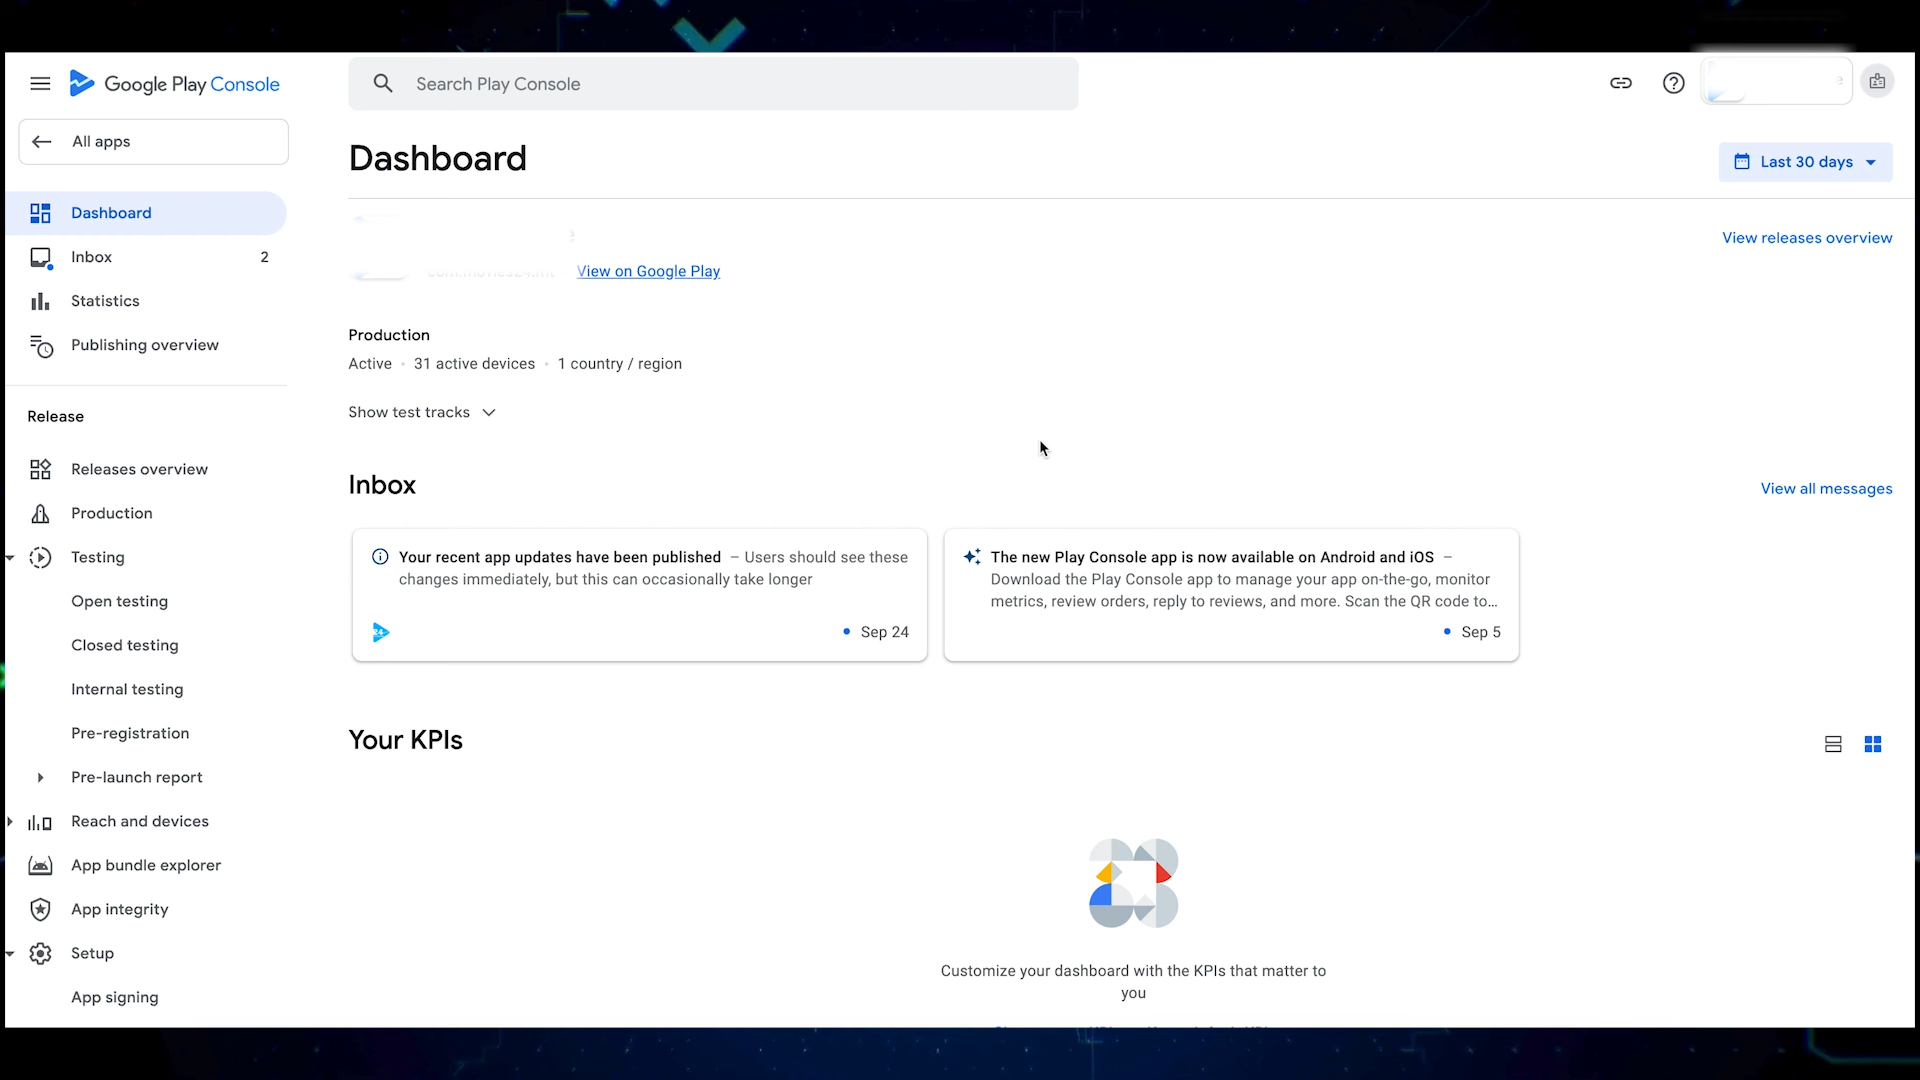 Google Play Console
Search Play Console
All apps
Dashboard
Last 30 days
Dashboard
Inbox 2
Statistics
Publishing overview
View releases overview
View on Google Play
Production
Active • 31 active devices • 1 country / region
Show test tracks
Release
Releases overview
Production
Testing
Open testing
Closed testing
Internal testing
Pre-registration
Pre-launch report
Reach and devices
App bundle explorer
App integrity
Setup
App signing
Inbox
View all messages
Your recent app updates have been published – Users should see these
changes immediately, but this can occasionally take longer
Sep 24
The new Play Console app is now available on Android and iOS –
Download the Play Console app to manage your app on-the-go, monitor
metrics, review orders, reply to reviews, and more. Scan the QR code to...
Sep 5
Your KPIs
Customize your dashboard with the KPIs that matter to
you